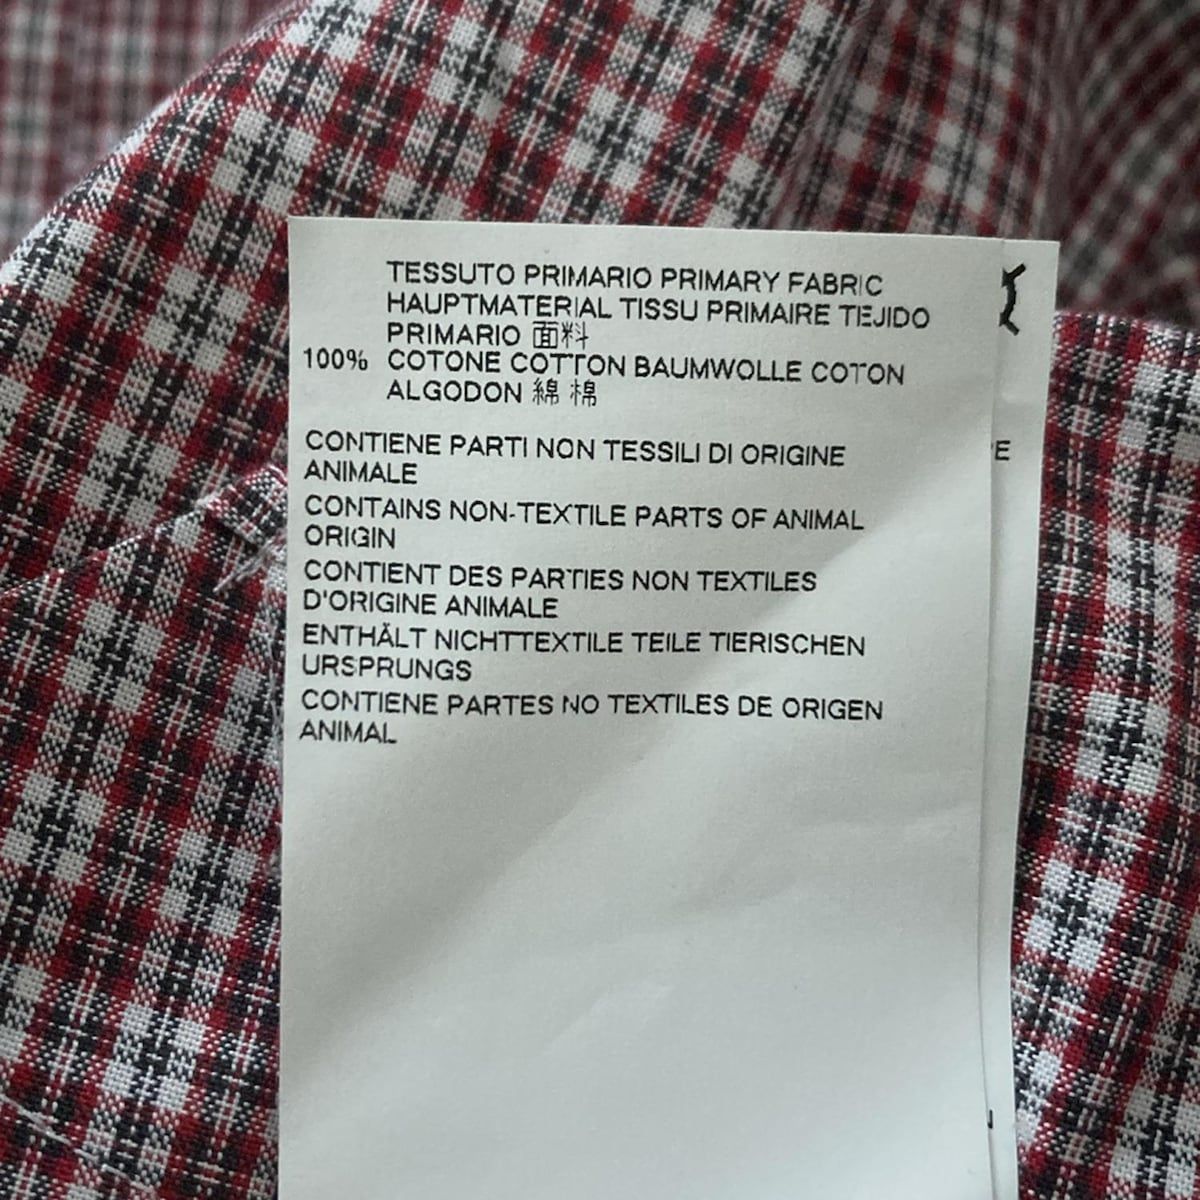 TESSUTO PRIMARIO PRIMARY FABRIC
HAUPTMATERIAL TISSU PRIMAIRE TEJIDO
PRIMARIO 面料
100% COTONE COTTON BAUMWOLLE COTON
ALGODON 綿 棉
CONTIENE PARTI NON TESSILI DI ORIGINE
ANIMALE
CONTAINS NON-TEXTILE PARTS OF ANIMAL
ORIGIN
CONTIENT DES PARTIES NON TEXTILES
D'ORIGINE ANIMALE
ENTHÄLT NICHTTEXTILE TEILE TIERISCHEN
URSPRUNGS
CONTIENE PARTES NO TEXTILES DE ORIGEN
ANIMAL